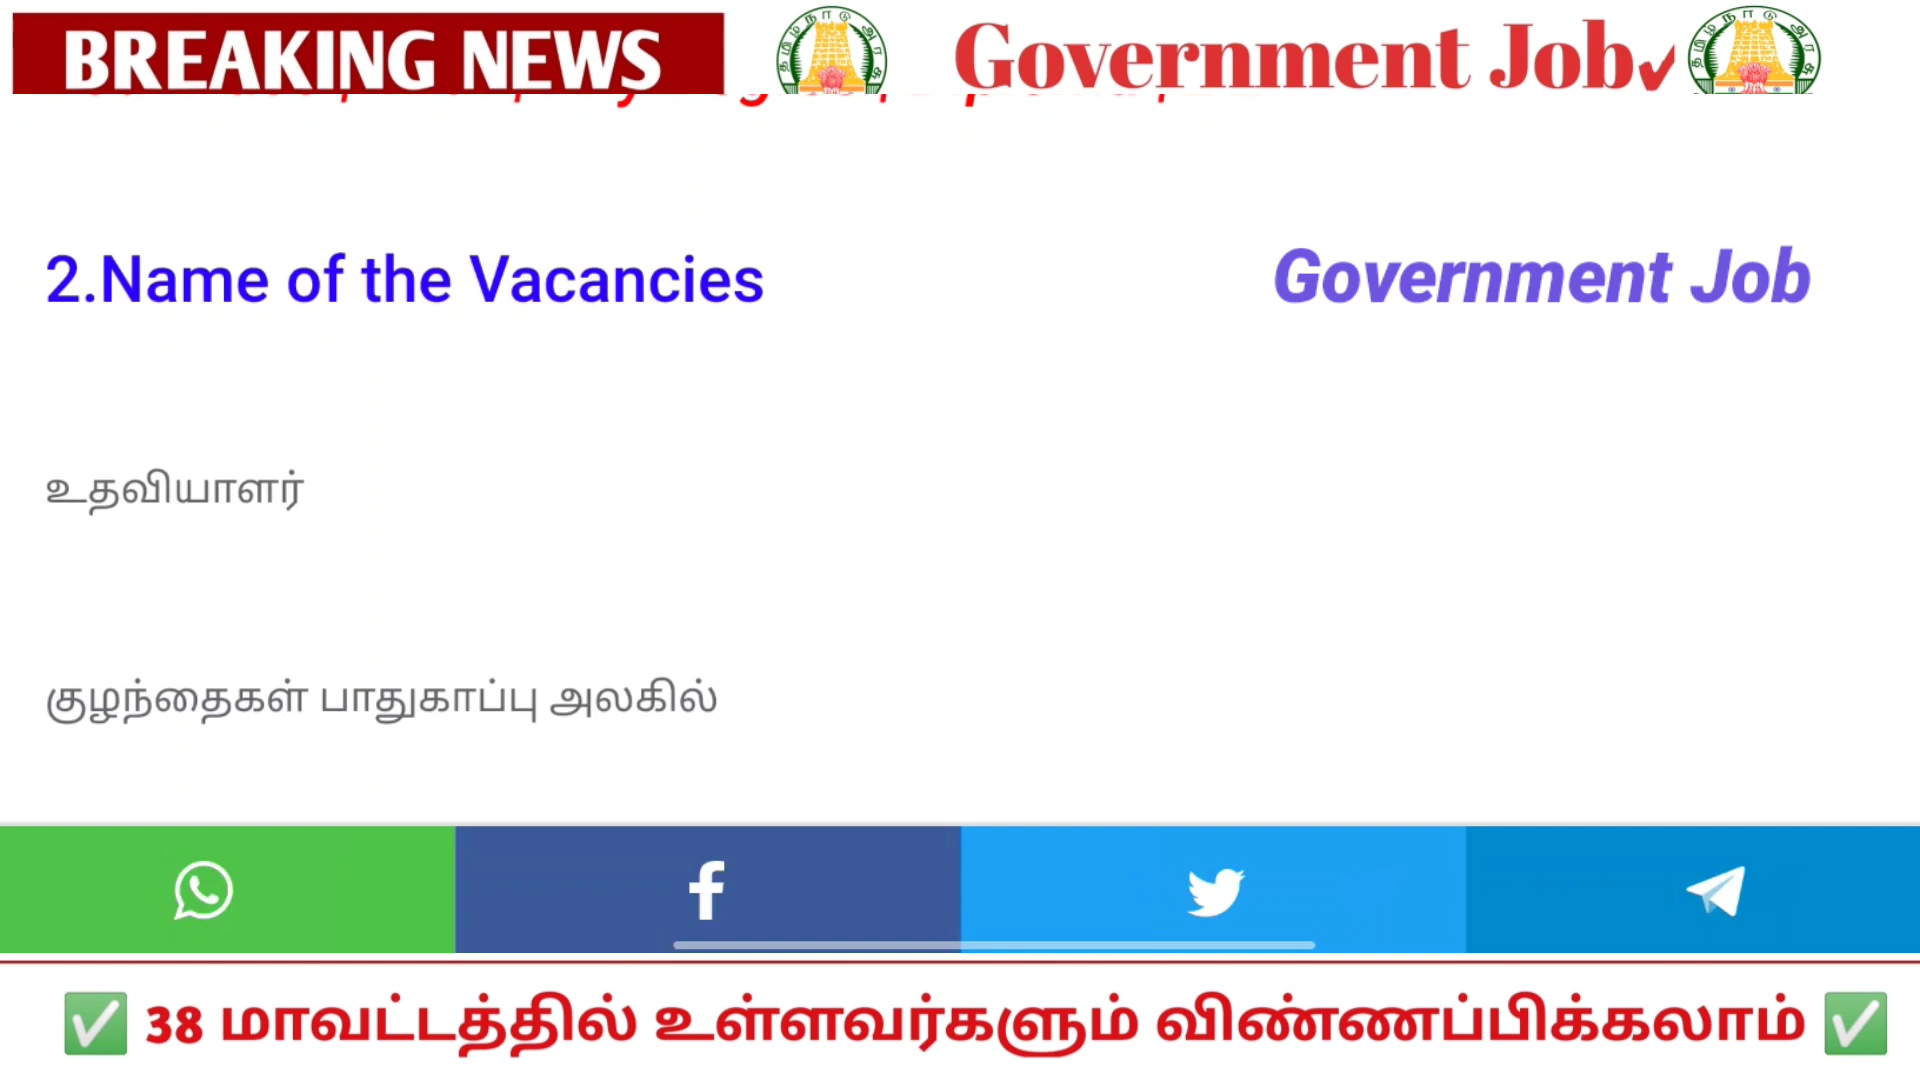 BREAKING NEWS
Government Job
2.Name of the Vacancies
Government Job
உதவியாளர்
குழந்தைகள் பாதுகாப்பு அலகில்
38 மாவட்டத்தில் உள்ளவர்களும் விண்ணப்பிக்கலாம்